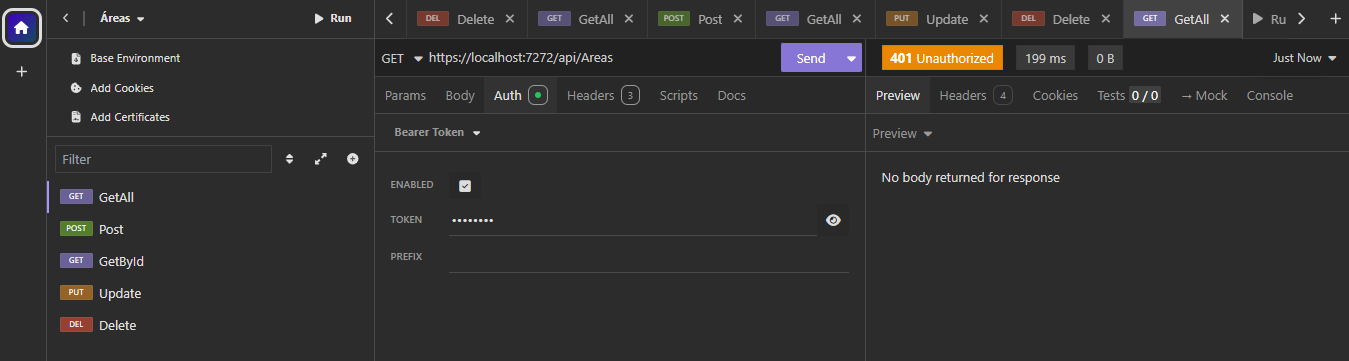 Áreas
Run
DEL Delete
GET GetAll
POST Post
GET GetAll
PUT Update
DEL Delete
GET GetAll
Ru
Base Environment
Add Cookies
Add Certificates
Filter
GET GetAll
POST Post
GET GetById
PUT Update
DEL Delete
GET https://localhost:7272/api/Areas
Send
Params Body Auth Headers 3 Scripts Docs
Bearer Token
ENABLED
TOKEN ••••••••
PREFIX
401 Unauthorized 199 ms 0 B Just Now
Preview Headers 4 Cookies Tests 0 / 0 → Mock Console
Preview
No body returned for response